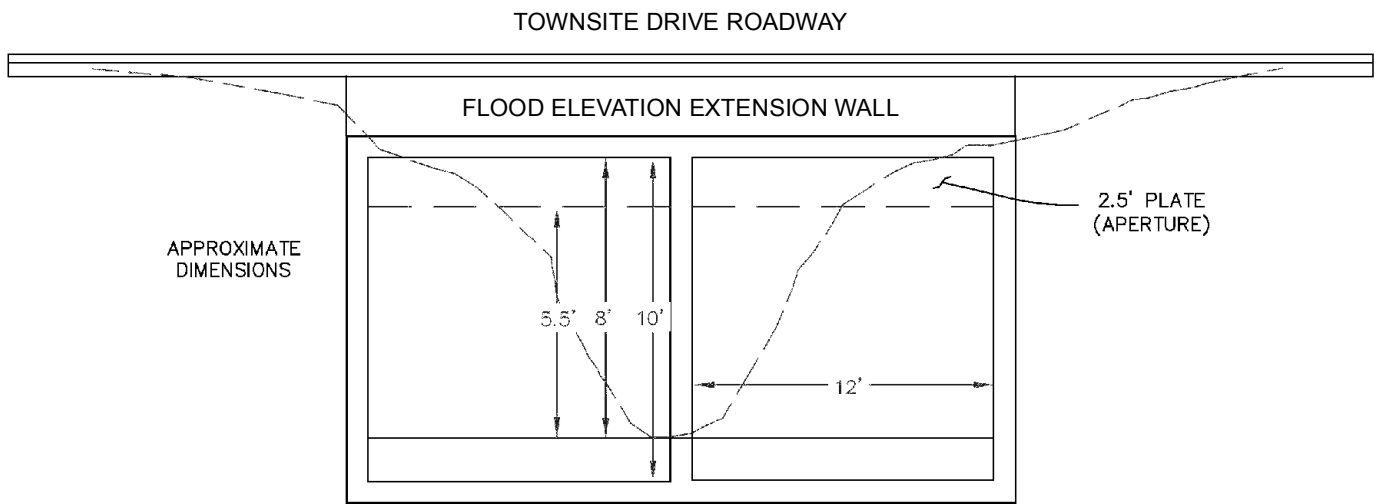 TOWNSITE DRIVE ROADWAY
FLOOD ELEVATION EXTENSION WALL
2.5' PLATE
(APERTURE)
APPROXIMATE
DIMENSIONS
5.5' 8' 10'
12'